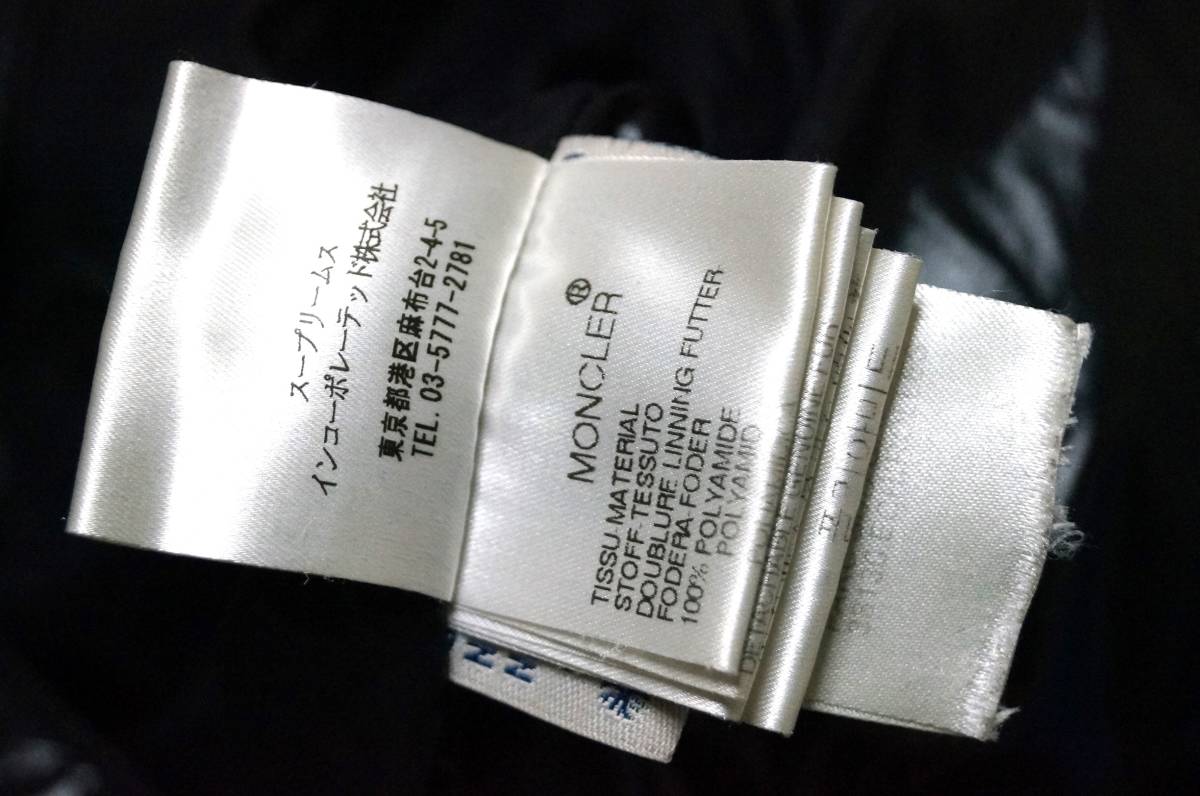 スープリームス
インコーポレーテッド株式会社
東京都港区麻布台2-4-5
TEL. 03-5777-2781
MONCLER®
TISSU-MATERIAL
STOFF-TESSUTO
DOUBLURE LINNING FUTTER
FODERA-FODER
100% POLYAMIDE
POLYAMID